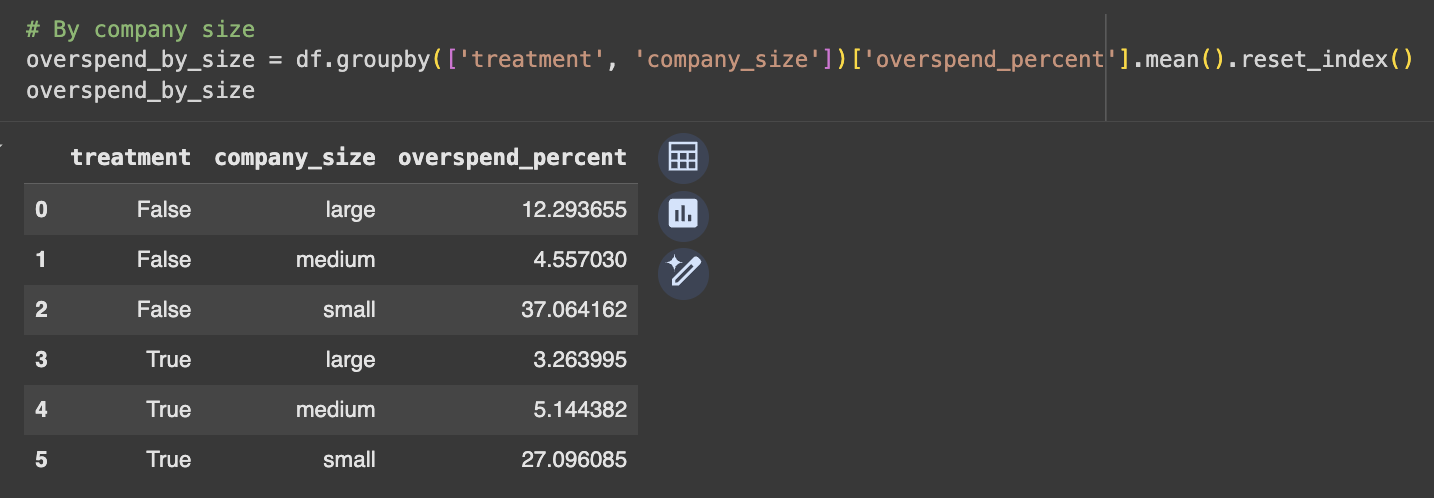 # By company size
overspend_by_size = df.groupby(['treatment', 'company_size'])['overspend_percent'].mean().reset_index()
overspend_by_size
treatment company_size overspend_percent
0 False large 12.293655
1 False medium 4.557030
2 False small 37.064162
3 True large 3.263995
4 True medium 5.144382
5 True small 27.096085